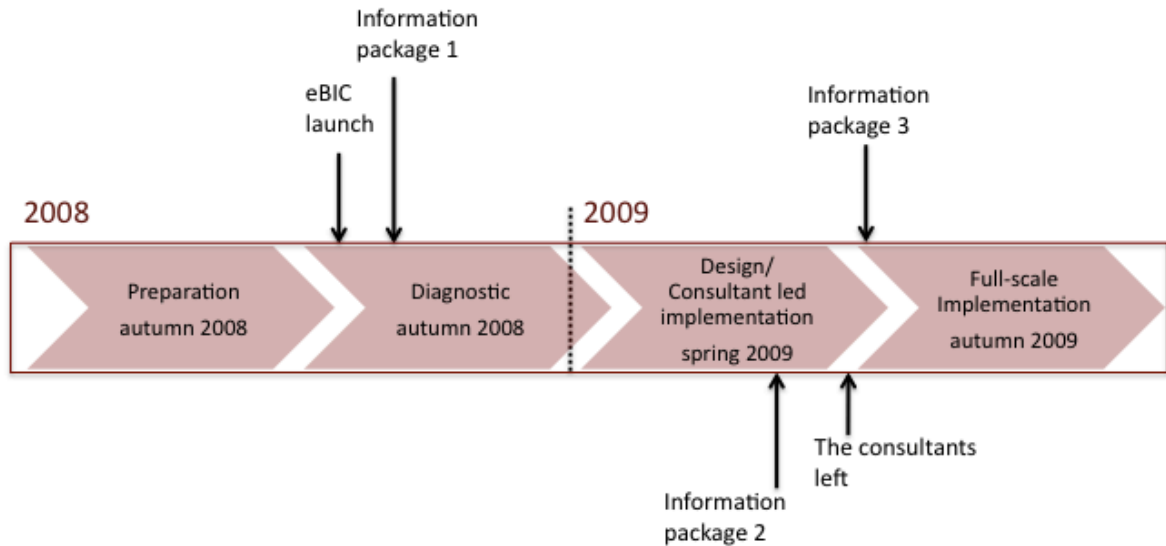 Information
package 1
eBIC
launch
Information
package 3
2008
2009
Preparation
autumn 2008
Diagnostic
autumn 2008
Design/
Consultant led
implementation
spring 2009
Full-scale
Implementation
autumn 2009
The consultants
left
Information
package 2